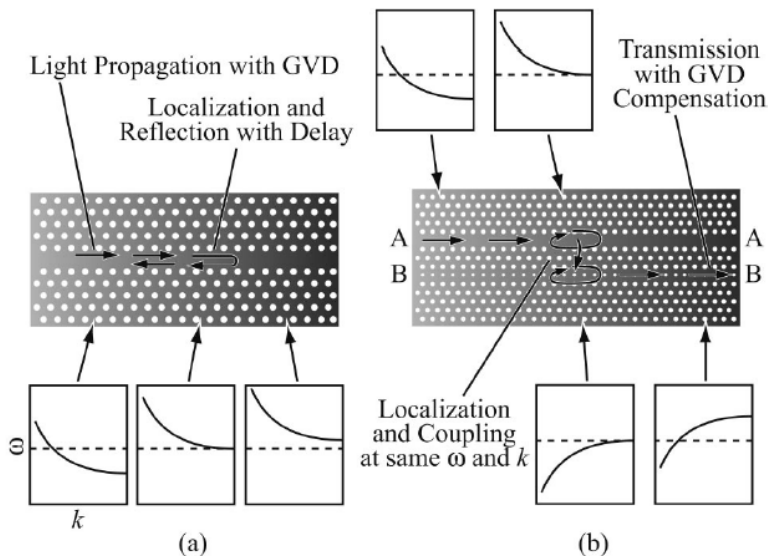 Light Propagation with GVD
Localization and
Reflection with Delay
ω
k
(a)
Transmission
with GVD
Compensation
A
A
B
B
Localization
and Coupling
at same ω and k
(b)